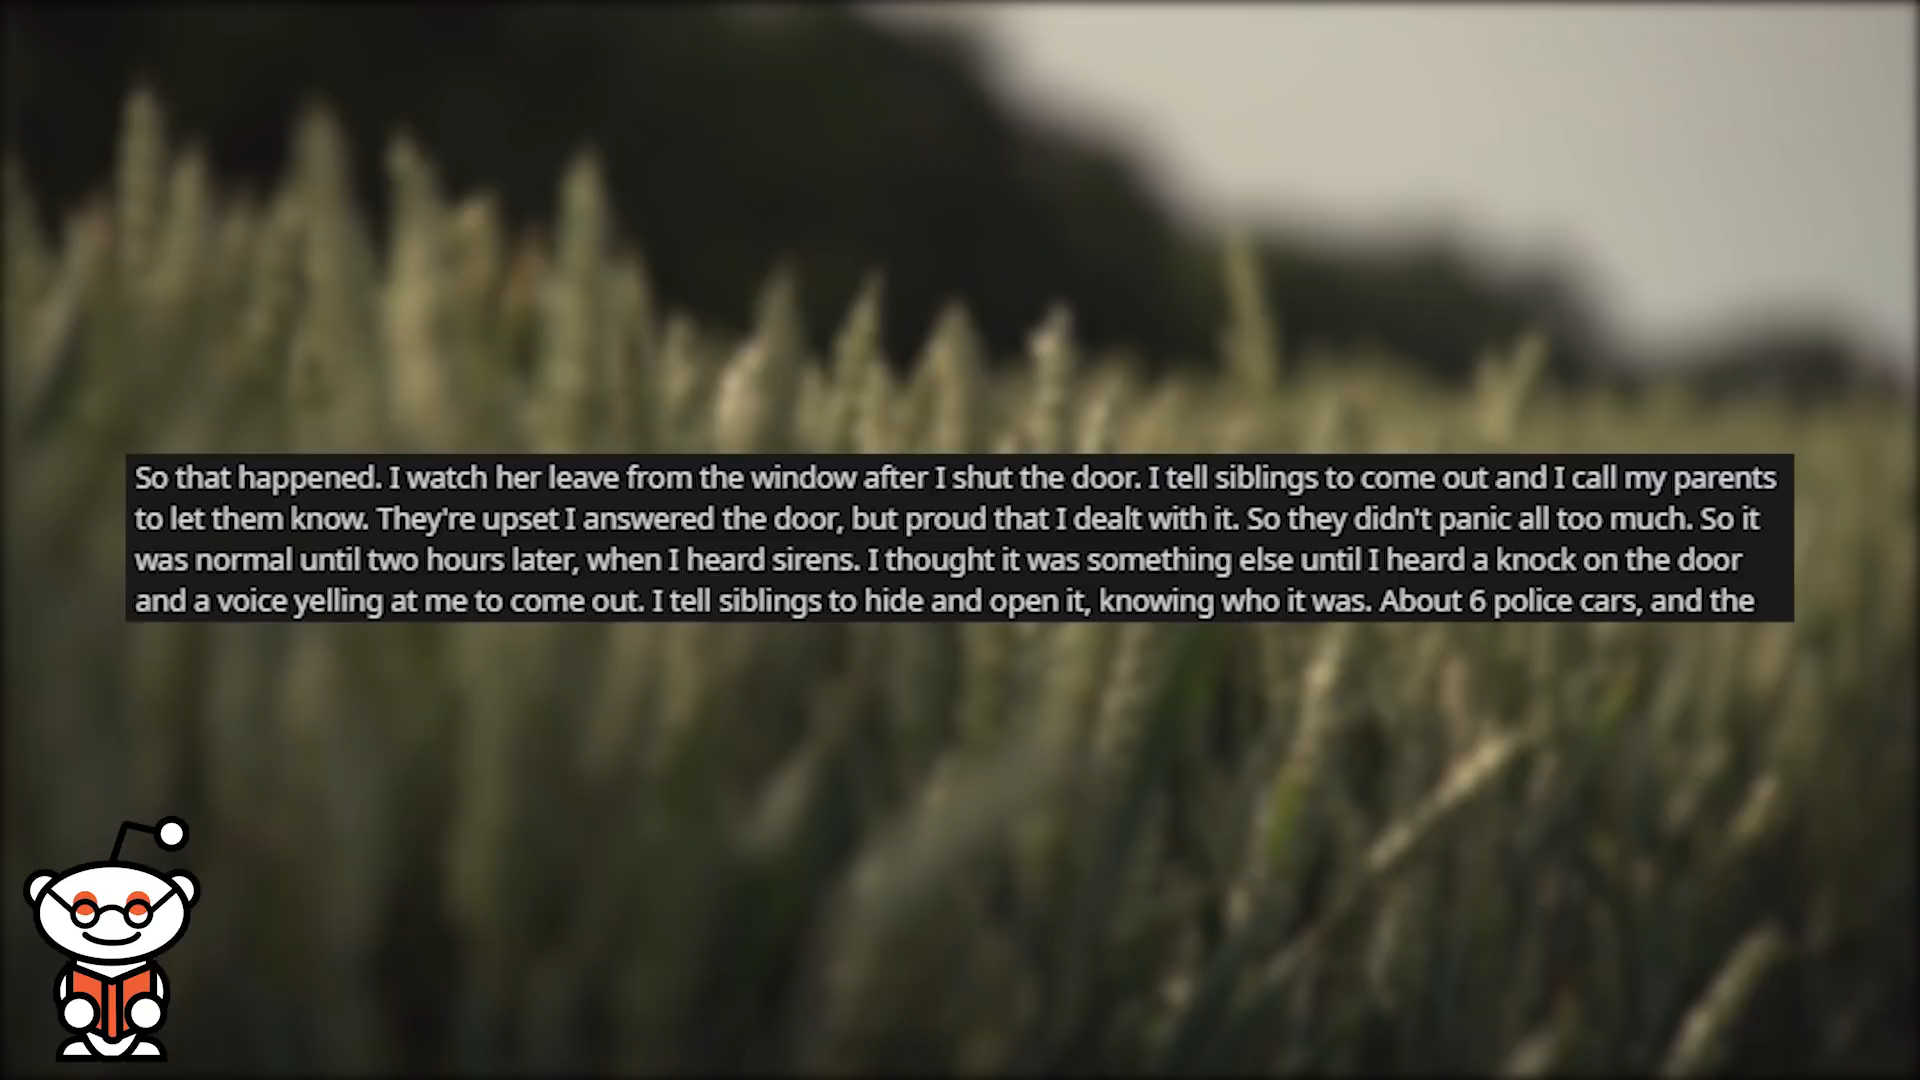 So that happened. I watch her leave from the window after I shut the door. I tell siblings to come out and I call my parents
to let them know. They're upset I answered the door, but proud that I dealt with it. So they didn't panic all too much. So it
was normal until two hours later, when I heard sirens. I thought it was something else until I heard a knock on the door
and a voice yelling at me to come out. I tell siblings to hide and open it, knowing who it was. About 6 police cars, and the